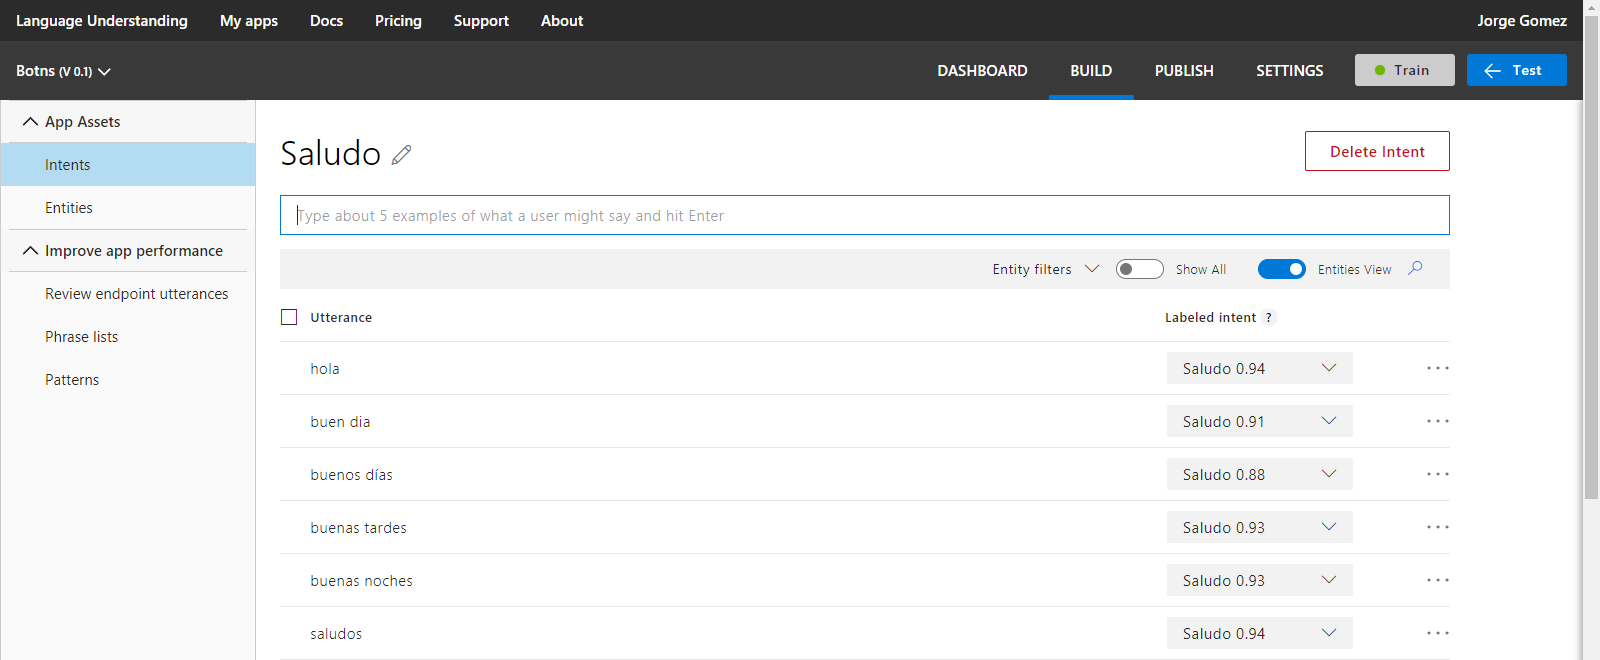 Language Understanding My apps Docs Pricing Support About Jorge Gomez
Botns (V 0.1) DASHBOARD BUILD PUBLISH SETTINGS Train Test
App Assets
Intents
Entities
Improve app performance
Review endpoint utterances
Phrase lists
Patterns
Saludo Delete Intent
Type about 5 examples of what a user might say and hit Enter
Entity filters Show All Entities View
Utterance Labeled intent ?
hola Saludo 0.94 ...
buen dia Saludo 0.91 ...
buenos días Saludo 0.88 ...
buenas tardes Saludo 0.93 ...
buenas noches Saludo 0.93 ...
saludos Saludo 0.94 ...